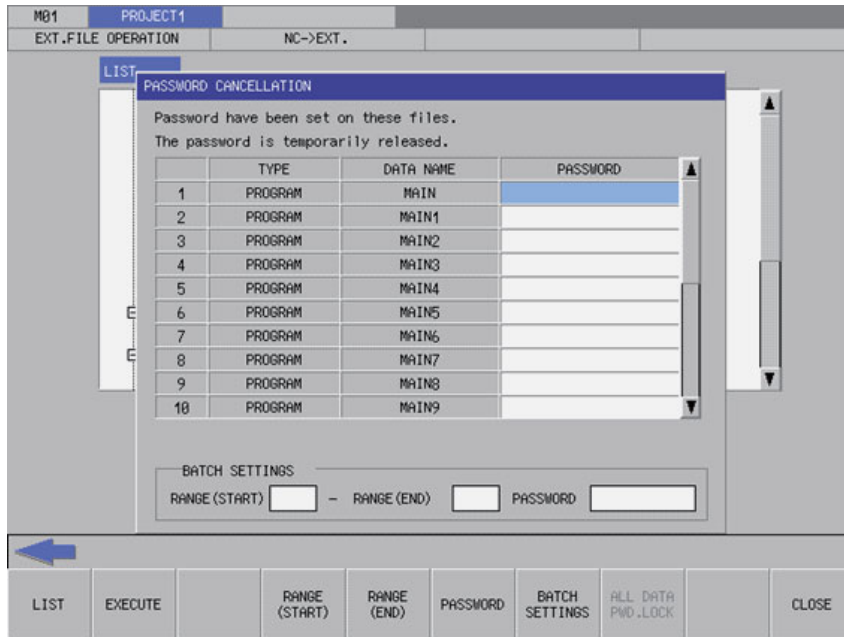 M01 PROJECT1
EXT.FILE OPERATION NC->EXT.
LIST
PASSWORD CANCELLATION
Password have been set on these files.
The password is temporarily released.
TYPE DATA NAME PASSWORD
1 PROGRAM MAIN
2 PROGRAM MAIN1
3 PROGRAM MAIN2
4 PROGRAM MAIN3
5 PROGRAM MAIN4
6 PROGRAM MAIN5
7 PROGRAM MAIN6
8 PROGRAM MAIN7
9 PROGRAM MAIN8
10 PROGRAM MAIN9
BATCH SETTINGS
RANGE(START) - RANGE(END) PASSWORD
LIST EXECUTE RANGE (START) RANGE (END) PASSWORD BATCH SETTINGS ALL DATA PWD.LOCK CLOSE